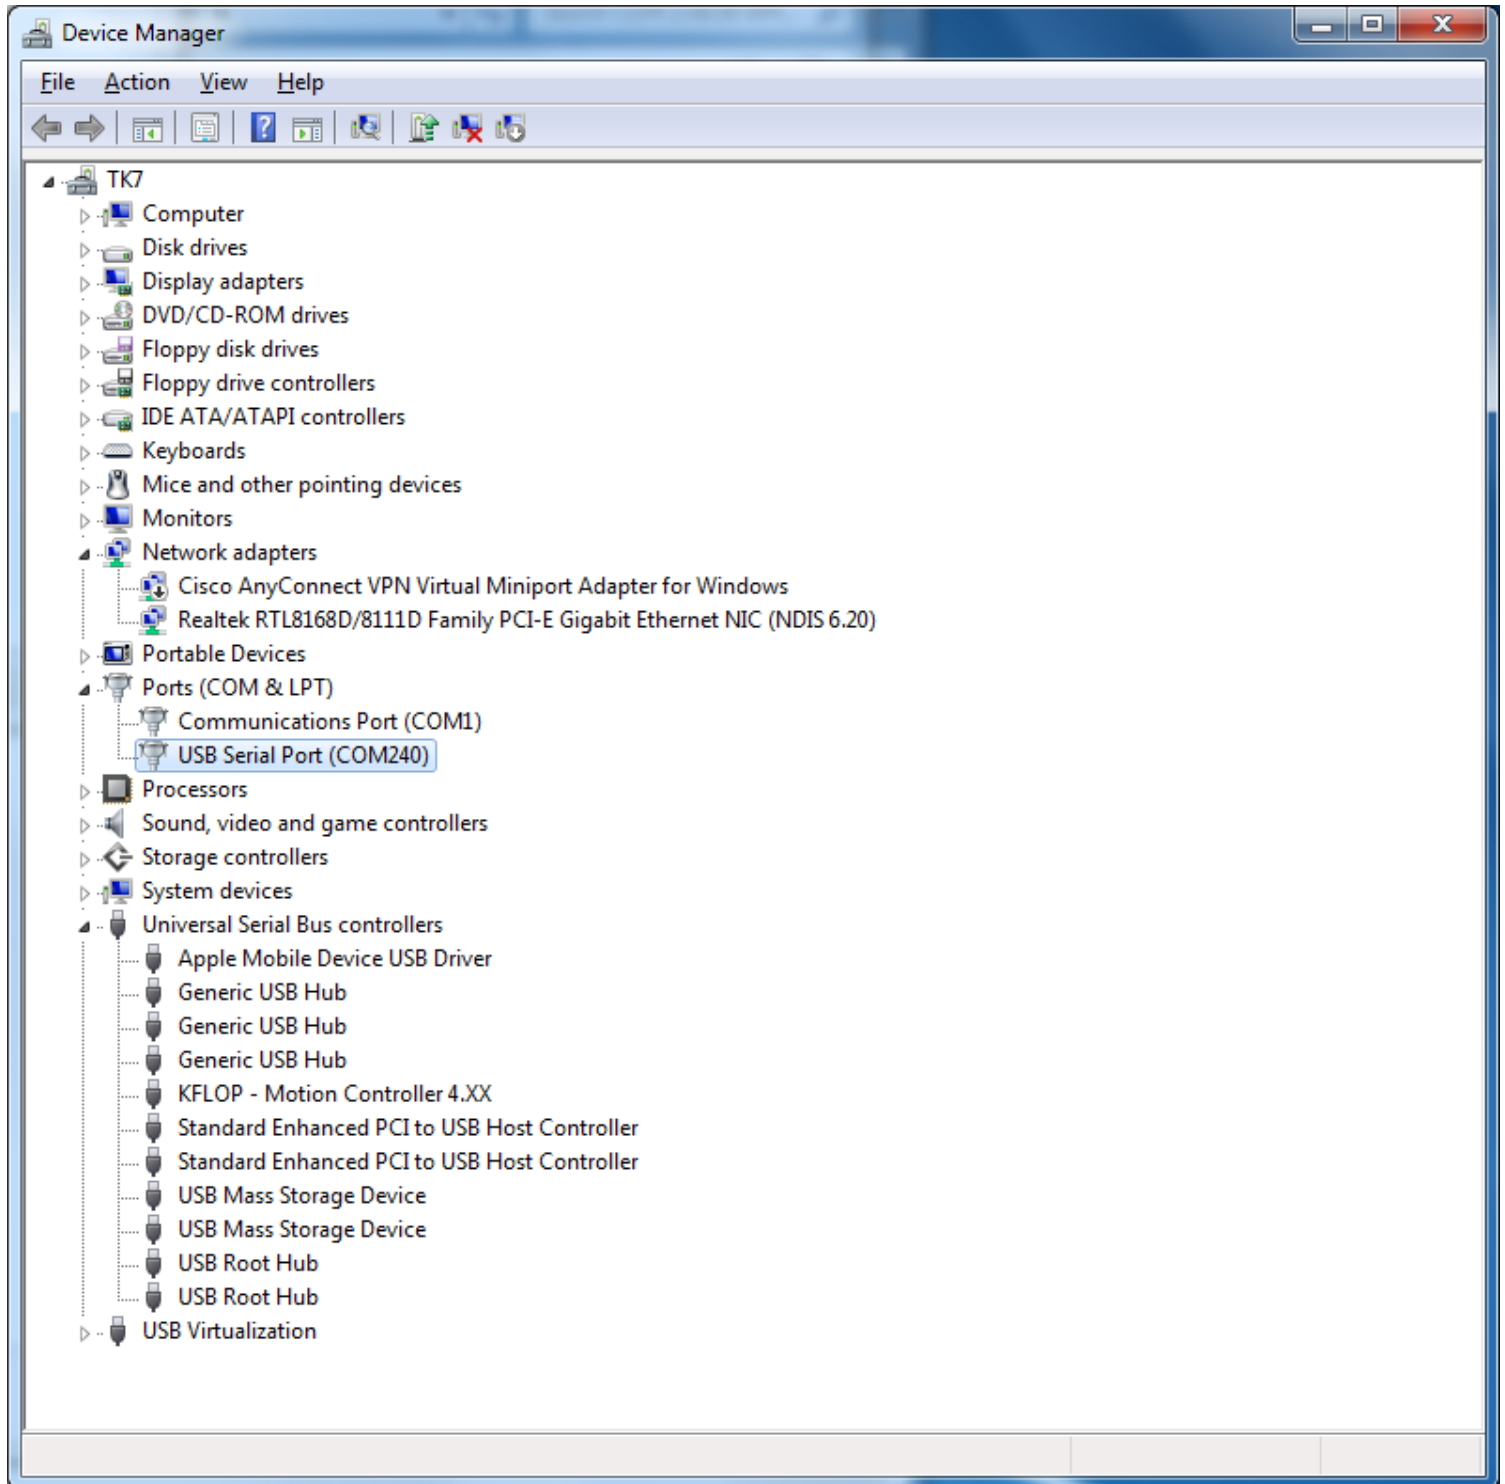 Device Manager
File Action View Help
TK7
Computer
Disk drives
Display adapters
DVD/CD-ROM drives
Floppy disk drives
Floppy drive controllers
IDE ATA/ATAPI controllers
Keyboards
Mice and other pointing devices
Monitors
Network adapters
Cisco AnyConnect VPN Virtual Miniport Adapter for Windows
Realtek RTL8168D/8111D Family PCI-E Gigabit Ethernet NIC (NDIS 6.20)
Portable Devices
Ports (COM & LPT)
Communications Port (COM1)
USB Serial Port (COM240)
Processors
Sound, video and game controllers
Storage controllers
System devices
Universal Serial Bus controllers
Apple Mobile Device USB Driver
Generic USB Hub
Generic USB Hub
Generic USB Hub
KFLOP - Motion Controller 4.XX
Standard Enhanced PCI to USB Host Controller
Standard Enhanced PCI to USB Host Controller
USB Mass Storage Device
USB Mass Storage Device
USB Root Hub
USB Root Hub
USB Virtualization